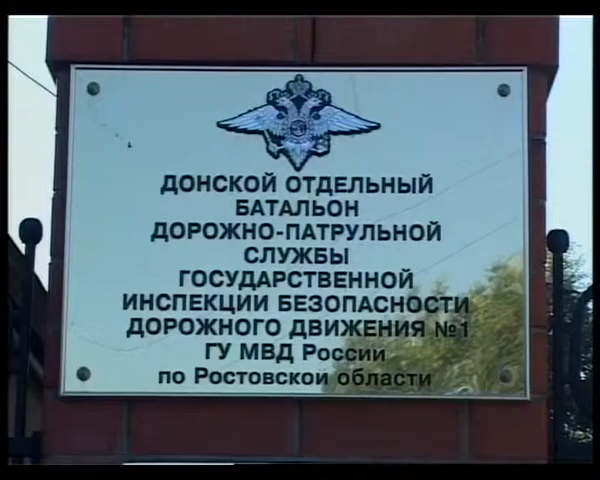 ДОНСКОЙ ОТДЕЛЬНЫЙ
БАТАЛЬОН
ДОРОЖНО-ПАТРУЛЬНОЙ
СЛУЖБЫ
ГОСУДАРСТВЕННОЙ
ИНСПЕКЦИИ БЕЗОПАСНОСТИ
ДОРОЖНОГО ДВИЖЕНИЯ №1
ГУ МВД РОССИИ
ПО РОСТОВСКОЙ ОБЛАСТИ